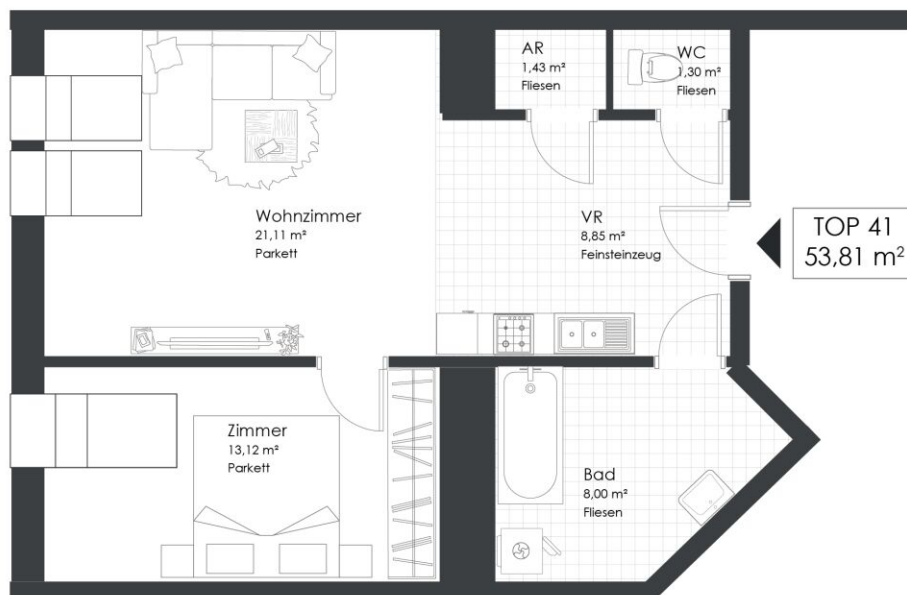 AR
1,43 m²
Fliesen
WC
1,30 m²
Fliesen
Wohnzimmer
21,11 m²
Parkett
VR
8,85 m²
Feinsteinzeug
TOP 41
53,81 m²
Zimmer
13,12 m²
Parkett
Bad
8,00 m²
Fliesen